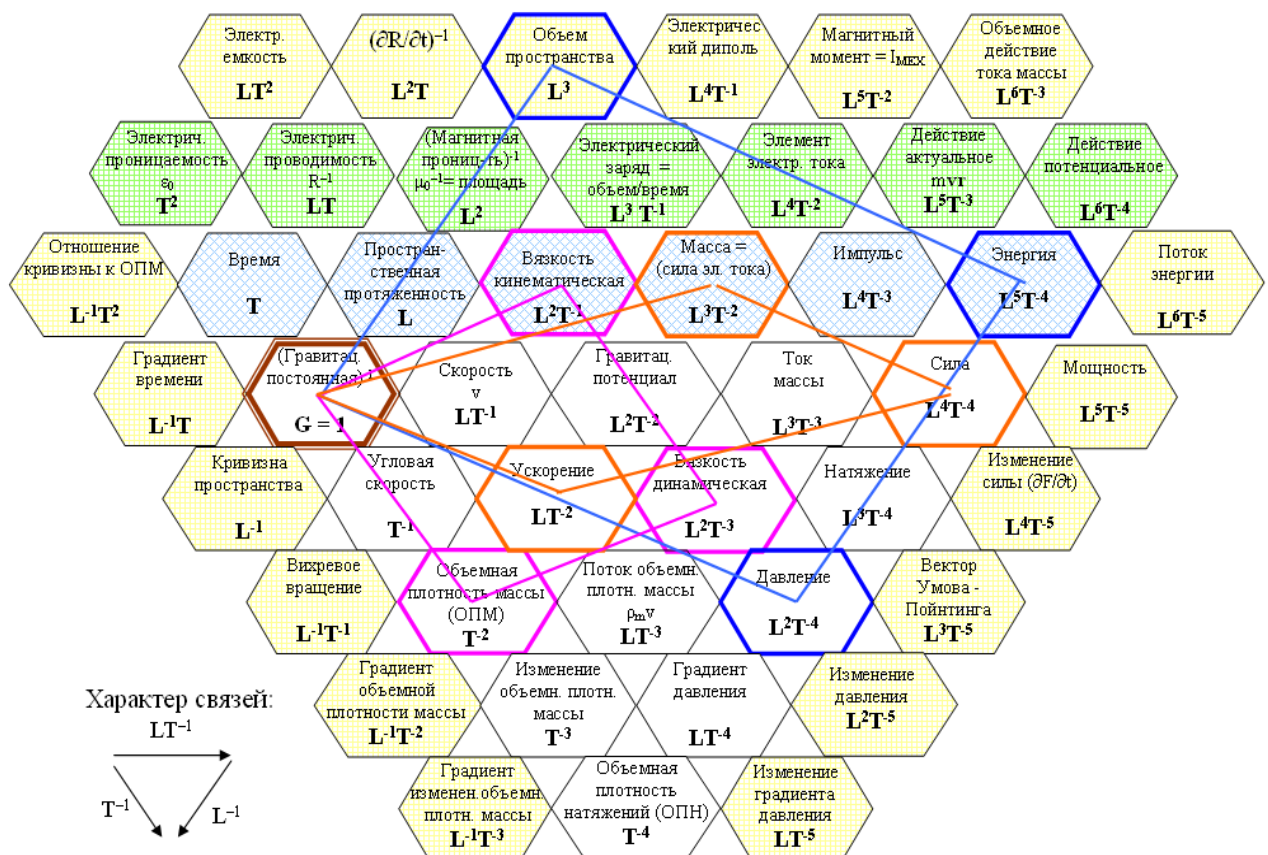 Электр.
емкость
LT²
(∂R/∂t)⁻¹
L²T
Объем
пространства
L³
Электричес
кий диполь
L⁴T⁻¹
Магнитный
момент = I_МЕХ
L⁵T⁻²
Объемное
действие
тока массы
L⁶T⁻³
Электрич.
проницаемость
ε₀
T²
Электрич.
проводимость
R⁻¹
LT
(Магнитная
прониц-ть)⁻¹
μ₀⁻¹= площадь
L²
Электрический
заряд =
объем/время
L³ T⁻¹
Элемент
электр. тока
L⁴T⁻²
Действие
актуальное
mvr
L⁵T⁻³
Действие
потенциальное
L⁶T⁻⁴
Отношение
кривизны к ОПМ
L⁻¹T²
Время
T
Простран-
ственная
протяженность
L
Вязкость
кинематическая
L²T⁻¹
Масса =
(сила эл. тока)
L³T⁻²
Импульс
L⁴T⁻³
Энергия
L⁵T⁻⁴
Поток
энергии
L⁶T⁻⁵
Градиент
времени
L⁻¹T
(Гравитац.
постоянная)⁻¹
G = 1
Скорость
v
LT⁻¹
Гравитац.
потенциал
L²T⁻²
Ток
массы
L³T⁻³
Сила
L⁴T⁻⁴
Мощность
L⁵T⁻⁵
Кривизна
пространства
L⁻¹
Угловая
скорость
T⁻¹
Ускорение
LT⁻²
Вязкость
динамическая
L²T⁻³
Натяжение
L³T⁻⁴
Изменение
силы (∂F/∂t)
L⁴T⁻⁵
Вихревое
вращение
L⁻¹T⁻¹
Объемная
плотность массы
(ОПМ)
T⁻²
Поток объемн.
плотн. массы
ρₘv
LT⁻³
Давление
L²T⁻⁴
Вектор
Умова -
Пойнтинга
L³T⁻⁵
Градиент
объемной
плотности массы
L⁻¹T⁻²
Изменение
объемн. плотн.
массы
T⁻³
Градиент
давления
LT⁻⁴
Изменение
давления
L²T⁻⁵
Градиент
изменен.объемн.
плотн. массы
L⁻¹T⁻³
Объемная
плотность
натяжений (ОПН)
T⁻⁴
Изменение
градиента
давления
LT⁻⁵
Характер связей:
LT⁻¹
T⁻¹
L⁻¹